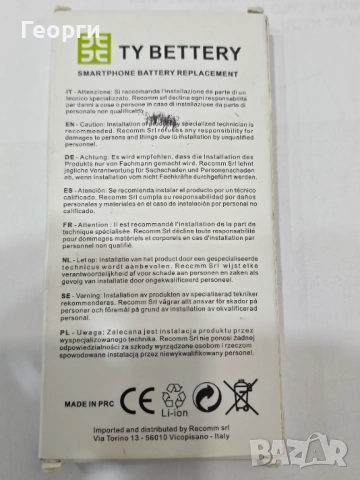 Георги
TY BETTERY
SMARTPHONE BATTERY REPLACEMENT
IT - Attenzione: Si recommanda l'installazione da parte di un
tecnico specializzato. Recomm Srl decline ogni responsabilità
per danni a cose o persone in caso di installazione da parte di
personale non qualificato.
EN - Caution: Installation of specialized technician is
recommended. Recomm Srl refuses any responsibility for
damages to persons and things due to installation by unqualified
personnel.
DE - Achtung: Es wird empfohlen, dass die Installation des
Produkts nur von Fachmann gemacht wird. Recomm Srl lehnt
jegliche Verantwortung für Sachschaden und Personenschaden
ab, wenn Installation vom nicht Fachkräfte durchgeführt ist.
ES - Atención: Se recomienda instalar el producto por un técnico
calificado. Recomm Srl cumple su responsabilidad por daños
personales y materiales en el caso de instalación de personal no
calificado.
FR - Attention : Il est recommandé l'installation de la part de
technique spécialisée. Recomm Srl décline toute responsabilité
pour dommages matériels et corporels en cas du installation par
personnel non qualifié.
NL - Let op: Installatie van het product door een gespecialiseerde
technicus wordt aanbevolen. Recomm Srl wijst elke
verantwoordelijkheid af voor schade aan personen en zaken als
gevolg van installatie door onbevoegd personeel.
SE - Varning: Installation av produkten av specialiserad tekniker
rekommenderas. Recomm Srl vägrar allt ansvar för skador på
personer och föremål på grund av installation av okvalificerad
personal.
PL - Uwaga: Zalecana jest instalacja produktu przez
wyspecjalizowanego technika. Recomm Srl nie ponosi żadnej
odpowiedzialności za szkody wyrządzone osobom i rzeczom
spowodowane instalacją przez niewykwalifikowany personel.
MADE IN PRC
CE
Li-ion
Imported and distributed by Recomm srl
Via Torino 13 - 56010 Vicopisano - Italy
bazar